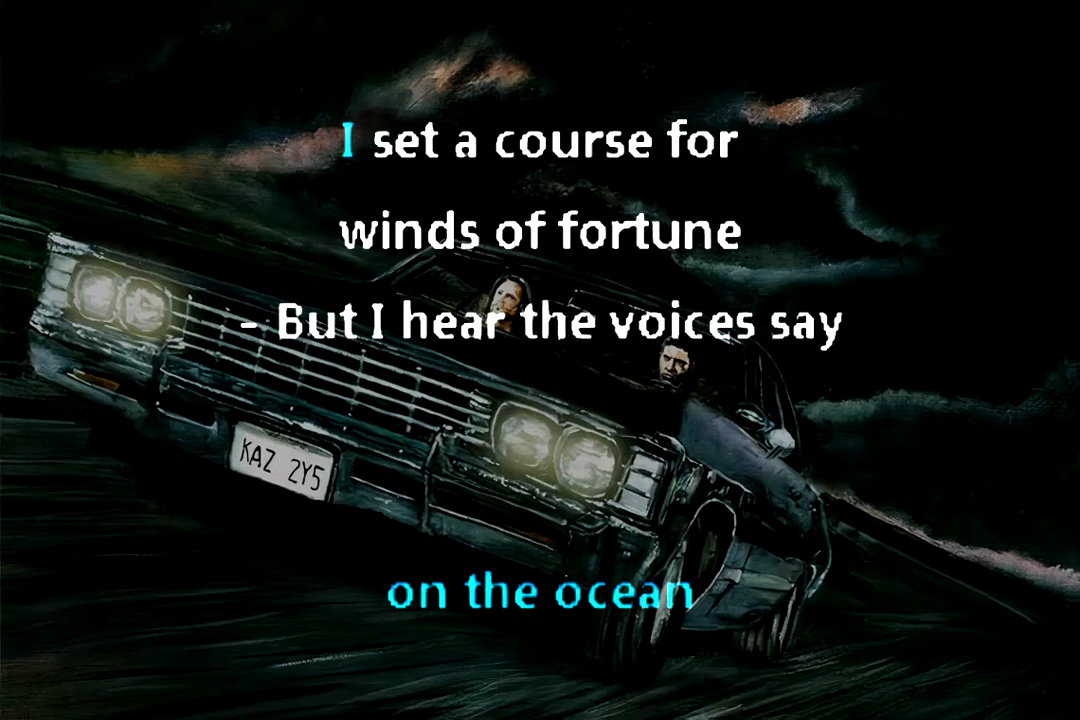 I set a course for
winds of fortune
- But I hear the voices say
KAZ 2Y5
on the ocean